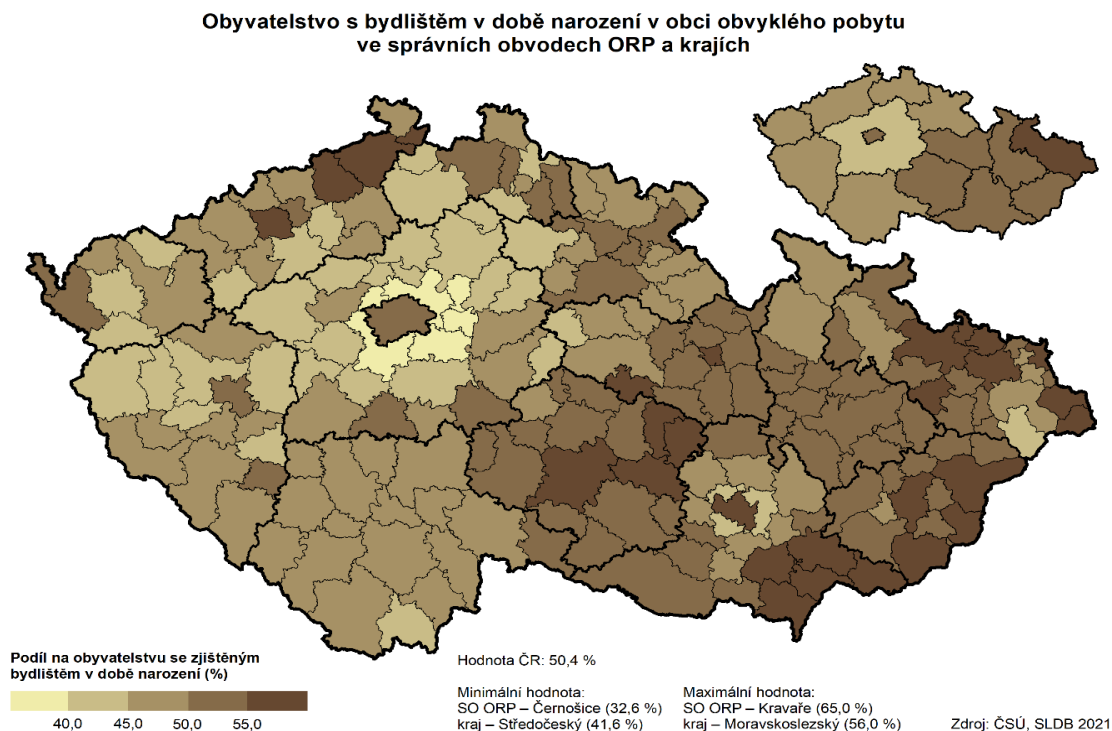 Obyvatelstvo s bydlištěm v době narození v obci obvyklého pobytu
ve správních obvodech ORP a krajích
Podíl na obyvatelstvu se zjištěným
bydlištěm v době narození (%)
40,0 45,0 50,0 55,0
Hodnota ČR: 50,4 %
Minimální hodnota:
SO ORP – Černošice (32,6 %)
kraj – Středočeský (41,6 %)
Maximální hodnota:
SO ORP – Kravaře (65,0 %)
kraj – Moravskoslezský (56,0 %)
Zdroj: ČSÚ, SLDB 2021